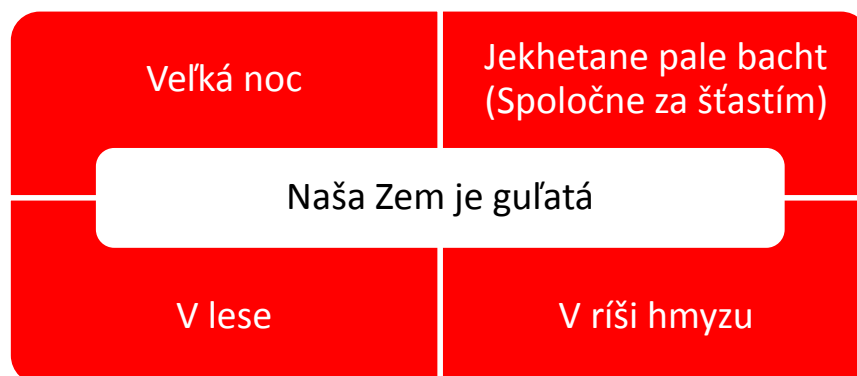 Veľká noc
Jekhetane pale bacht
(Spoločne za šťastím)
Naša Zem je guľatá
V lese
V ríši hmyzu